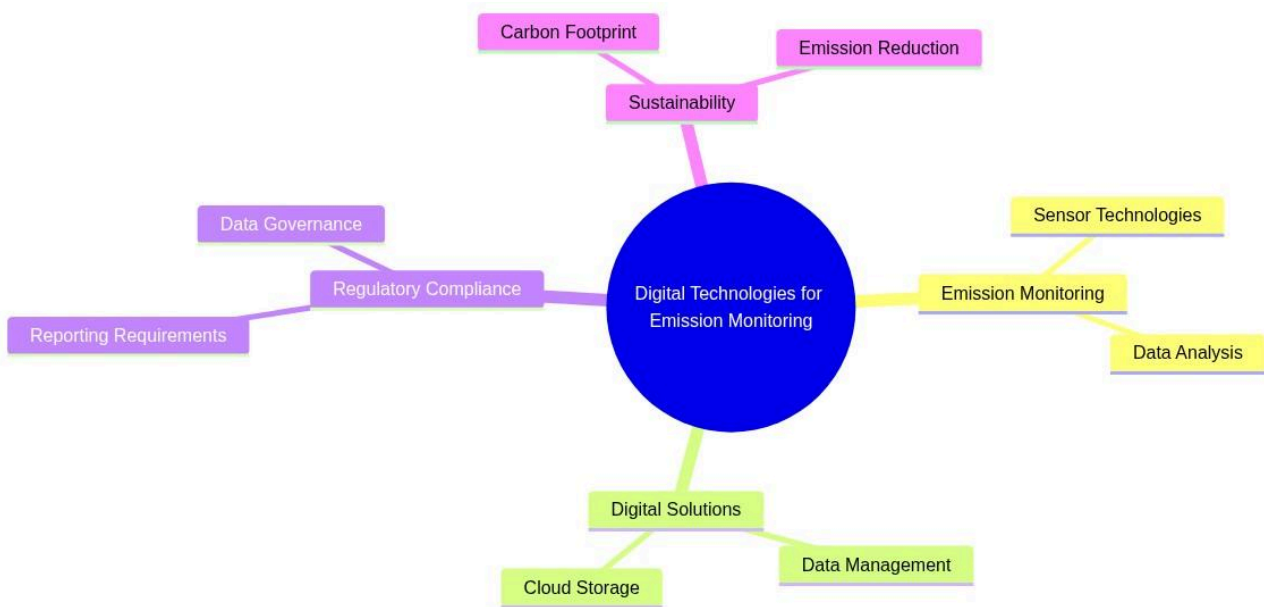 Carbon Footprint
Emission Reduction
Sustainability
Sensor Technologies
Data Governance
Regulatory Compliance
Digital Technologies for
Emission Monitoring
Emission Monitoring
Reporting Requirements
Data Analysis
Digital Solutions
Data Management
Cloud Storage